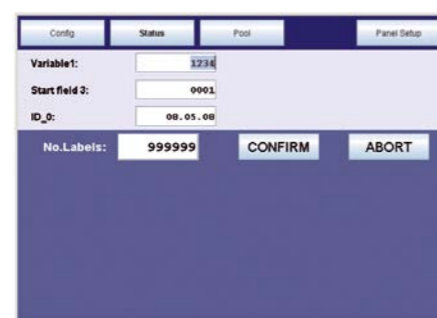 Config Status Pool Panel Setup
Variable1: 1234
Start field 3: 0001
ID_0: 08.05.08
No.Labels: 999999 CONFIRM ABORT